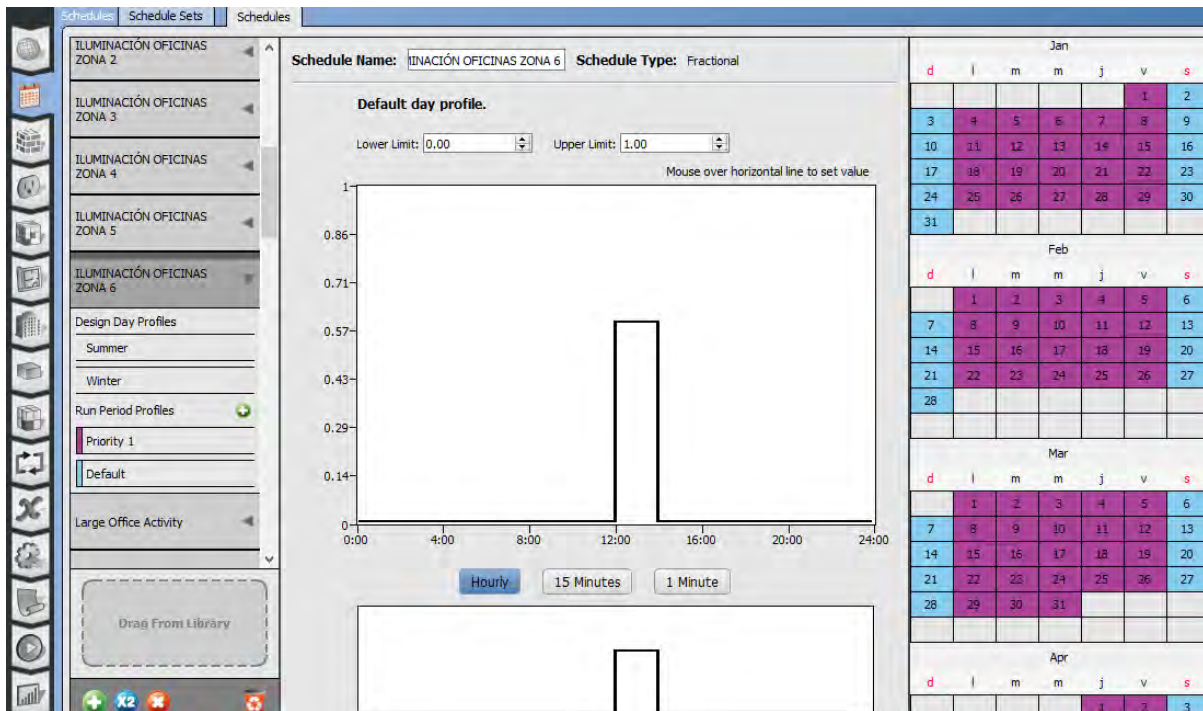 Schedules Schedule Sets Schedules
ILUMINACIÓN OFICINAS
ZONA 2
ILUMINACIÓN OFICINAS
ZONA 3
ILUMINACIÓN OFICINAS
ZONA 4
ILUMINACIÓN OFICINAS
ZONA 5
ILUMINACIÓN OFICINAS
ZONA 6
Design Day Profiles
Summer
Winter
Run Period Profiles
Priority 1
Default
Large Office Activity
Drag From Library
X2
Schedule Name: MINACIÓN OFICINAS ZONA 6 Schedule Type: Fractional
Default day profile.
Lower Limit: 0.00 Upper Limit: 1.00
Mouse over horizontal line to set value
1
0.86
0.71
0.57
0.43
0.29
0.14
0
0:00 4:00 8:00 12:00 16:00 20:00 24:00
Hourly 15 Minutes 1 Minute
Jan
d l m m j v s
1 2
3 4 5 6 7 8 9
10 11 12 13 14 15 16
17 18 19 20 21 22 23
24 25 26 27 28 29 30
31
Feb
d l m m j v s
1 2 3 4 5 6
7 8 9 10 11 12 13
14 15 16 17 18 19 20
21 22 23 24 25 26 27
28
Mar
d l m m j v s
1 2 3 4 5 6
7 8 9 10 11 12 13
14 15 16 17 18 19 20
21 22 23 24 25 26 27
28 29 30 31
Apr
d l m m j v s
1 2 3